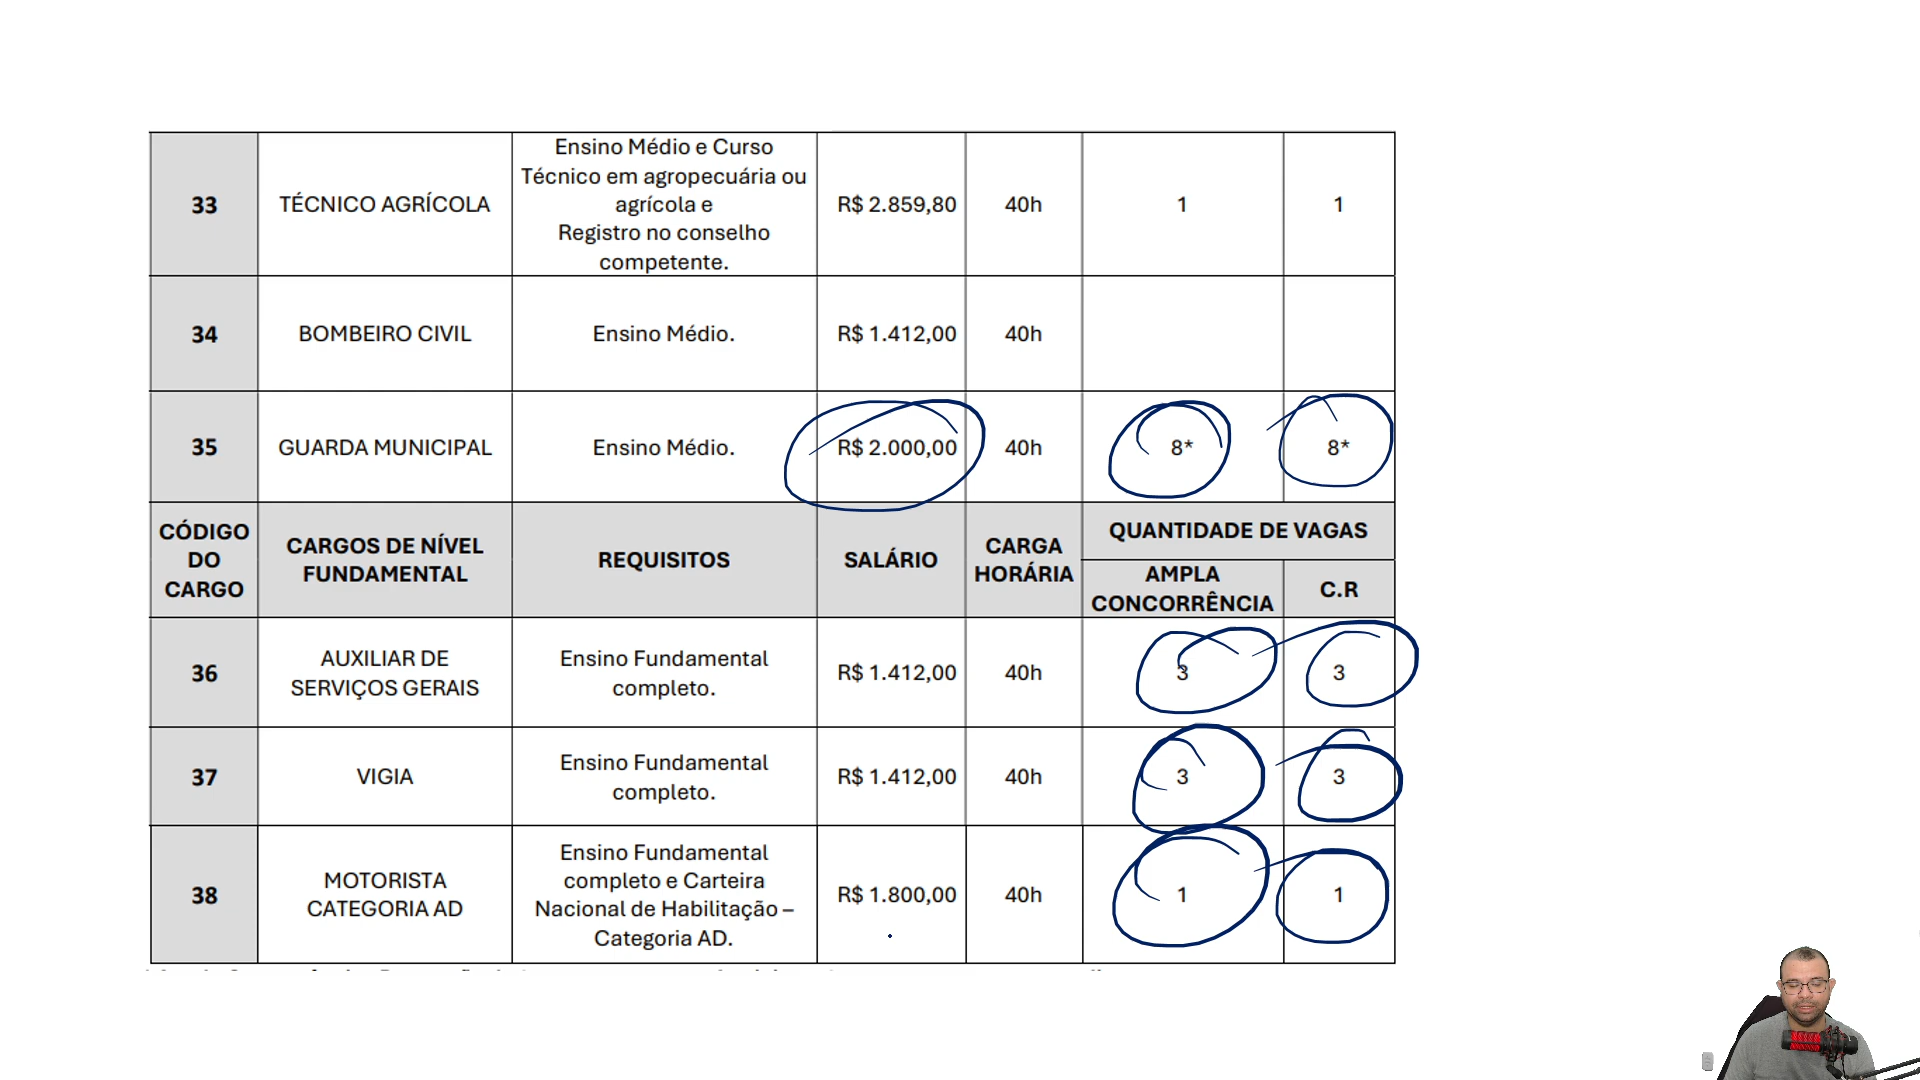 Ensino Médio e Curso
Técnico em agropecuária ou
33 TÉCNICO AGRÍCOLA agrícola e R$ 2.859,80 40h 1 1
Registro no conselho
competente.
34 BOMBEIRO CIVIL Ensino Médio. R$ 1.412,00 40h
35 GUARDA MUNICIPAL Ensino Médio. R$ 2.000,00 40h 8* 8*
CÓDIGO
DO
CARGO
CARGOS DE NÍVEL
FUNDAMENTAL
REQUISITOS
SALÁRIO
CARGA
HORÁRIA
QUANTIDADE DE VAGAS
AMPLA
CONCORRÊNCIA
C.R
36
AUXILIAR DE
SERVIÇOS GERAIS
Ensino Fundamental
completo.
R$ 1.412,00 40h 3 3
37 VIGIA
Ensino Fundamental
completo.
R$ 1.412,00 40h 3 3
38
MOTORISTA
CATEGORIA AD
Ensino Fundamental
completo e Carteira
Nacional de Habilitação –
Categoria AD.
R$ 1.800,00 40h 1 1